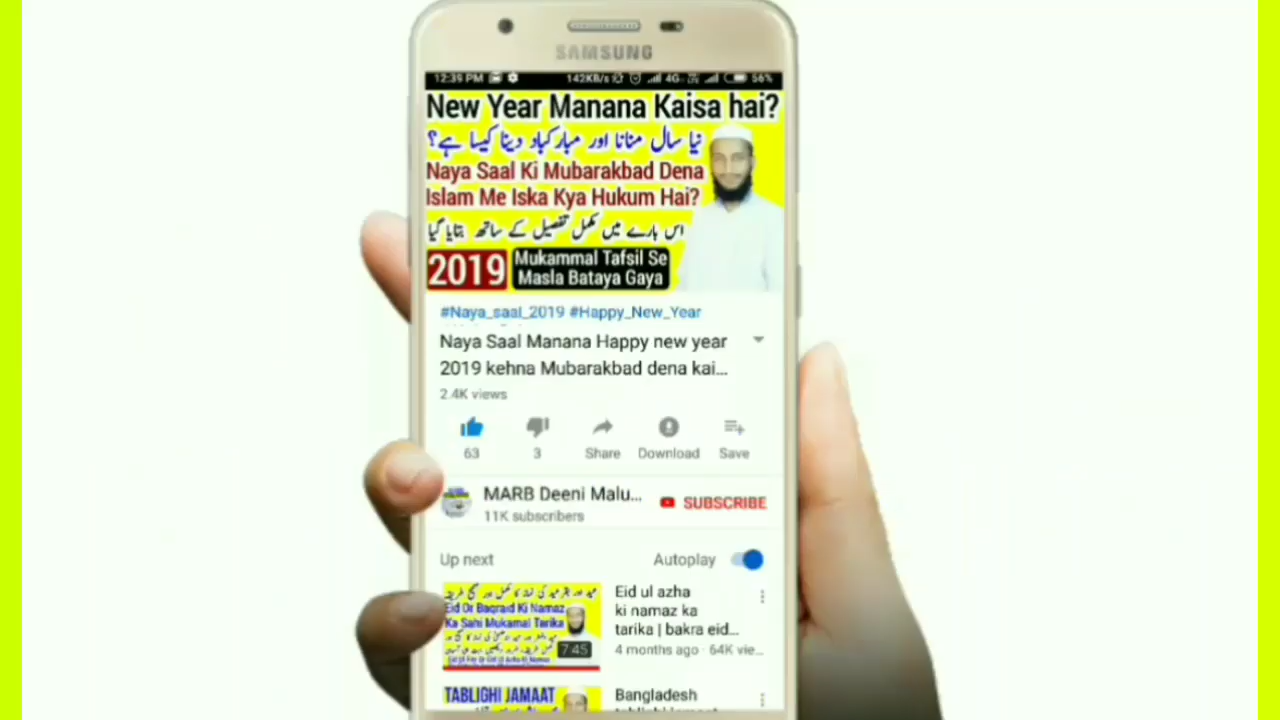 SAMSUNG
12:39 PM 142KB/s 4G 56%
New Year Manana Kaisa hai?
نیا سال منانا اور مبارکباد دینا کیسا ہے؟
Naya Saal Ki Mubarakbad Dena
Islam Me Iska Kya Hukum Hai?
اس بارے میں مکمل تفصیل کے ساتھ بتایا گیا
2019
Mukammal Tafsil Se
Masla Bataya Gaya
#Naya_saal_2019 #Happy_New_Year
Naya Saal Manana Happy new year
2019 kehna Mubarakbad dena kai...
2.4K views
63 3 Share Download Save
MARB Deeni Malu...
11K subscribers
SUBSCRIBE
Up next Autoplay
Eid Or Baqraid Ki Namaz
Ka Sahi Mukamal Tarika
7:45
Eid ul azha
ki namaz ka
tarika | bakra eid...
4 months ago · 64K vie...
TABLIGHI JAMAAT
Bangladesh